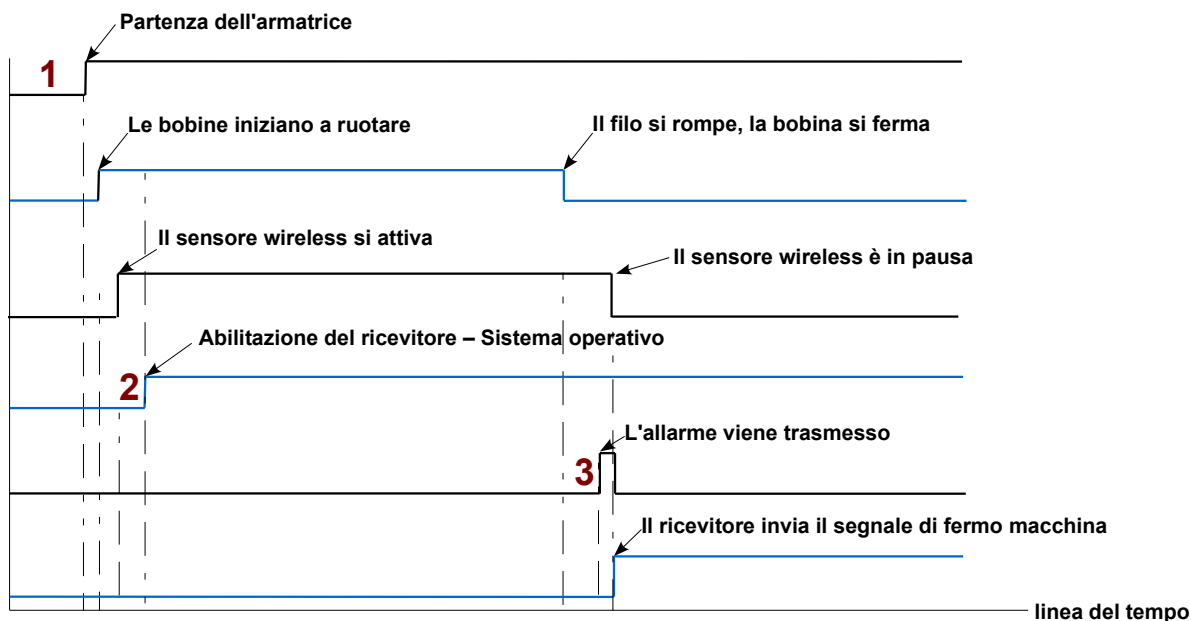 Partenza dell'armatrice
1
Le bobine iniziano a ruotare
Il filo si rompe, la bobina si ferma
Il sensore wireless si attiva
Il sensore wireless è in pausa
Abilitazione del ricevitore – Sistema operativo
2
L'allarme viene trasmesso
3
Il ricevitore invia il segnale di fermo macchina
linea del tempo